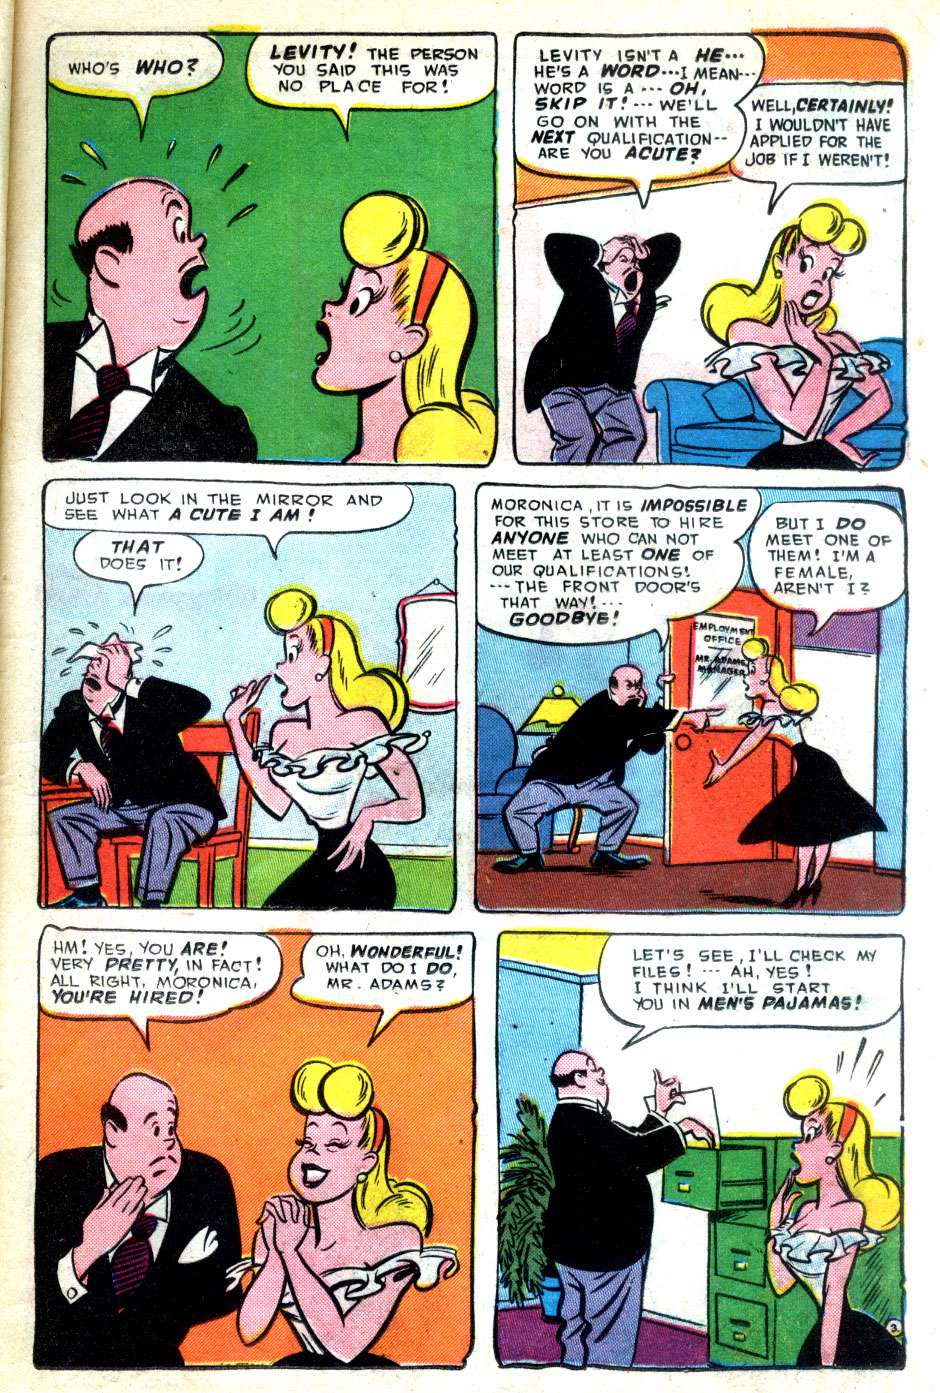 WHO'S WHO?
LEVITY! THE PERSON
YOU SAID THIS WAS
NO PLACE FOR!
LEVITY ISN'T A HE---
HE'S A WORD---I MEAN---
WORD IS A --- OH,
SKIP IT! --- WE'LL
GO ON WITH THE
NEXT QUALIFICATION--
ARE YOU ACUTE?
WELL, CERTAINLY!
I WOULDN'T HAVE
APPLIED FOR THE
JOB IF I WEREN'T!
JUST LOOK IN THE MIRROR AND
SEE WHAT A CUTE I AM!
THAT
DOES IT!
MORONICA, IT IS IMPOSSIBLE
FOR THIS STORE TO HIRE
ANYONE WHO CAN NOT
MEET AT LEAST ONE OF
OUR QUALIFICATIONS!
---THE FRONT DOOR'S
THAT WAY!---
GOODBYE!
BUT I DO
MEET ONE OF
THEM! I'M A
FEMALE,
AREN'T I?
EMPLOYMENT
OFFICE
MR. ADAMS
MANAGER
HM! YES, YOU ARE!
VERY PRETTY, IN FACT!
ALL RIGHT, MORONICA,
YOU'RE HIRED!
OH, WONDERFUL!
WHAT DO I DO,
MR. ADAMS?
LET'S SEE, I'LL CHECK MY
FILES! --- AH, YES!
I THINK I'LL START
YOU IN MEN'S PAJAMAS!
3